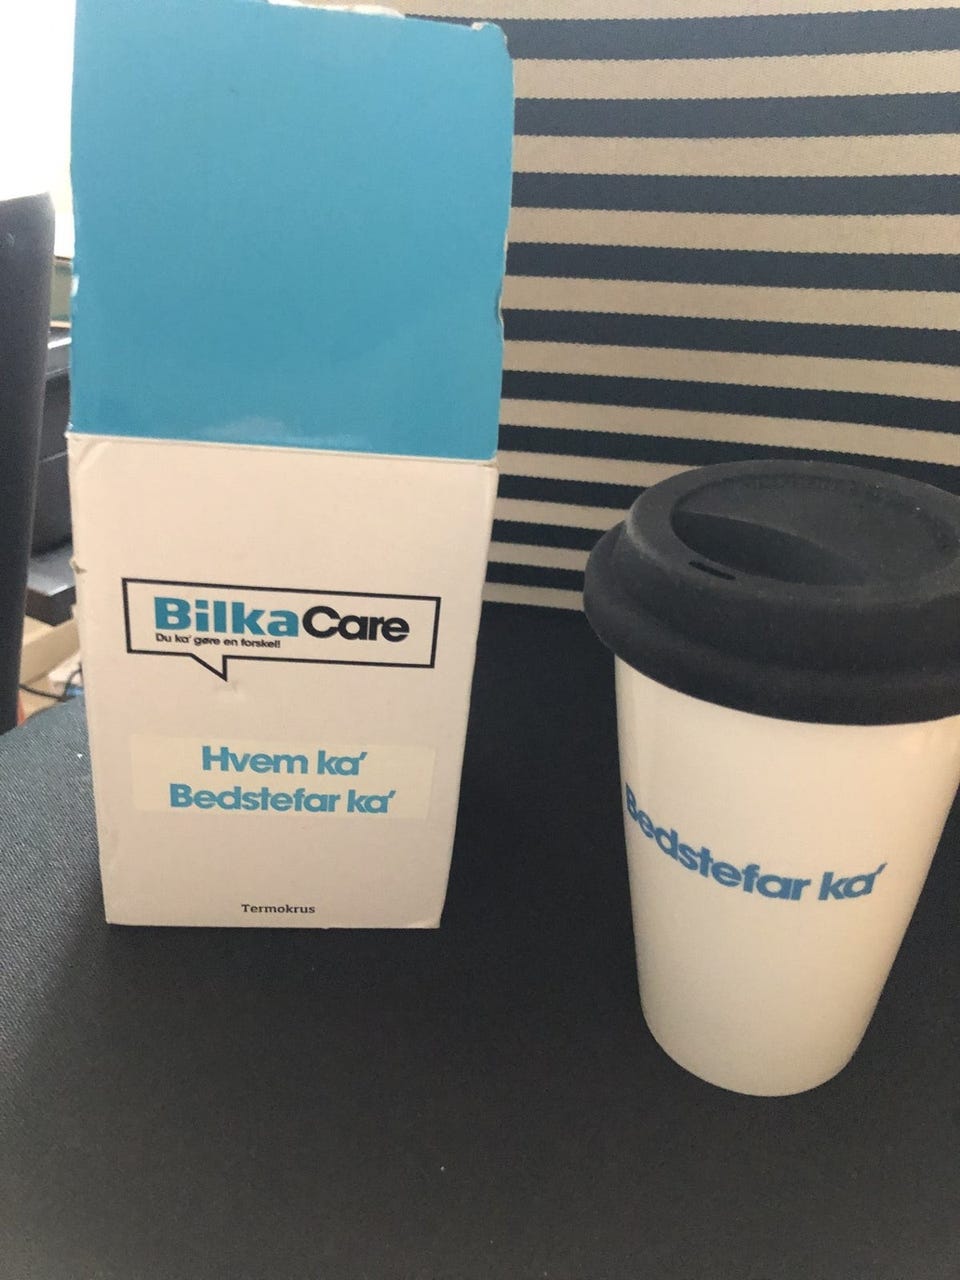 BilkaCare
Du ka' gøre en forskel!
Hvem ka'
Bedstefar ka'
Termokrus
Bedstefar ka'